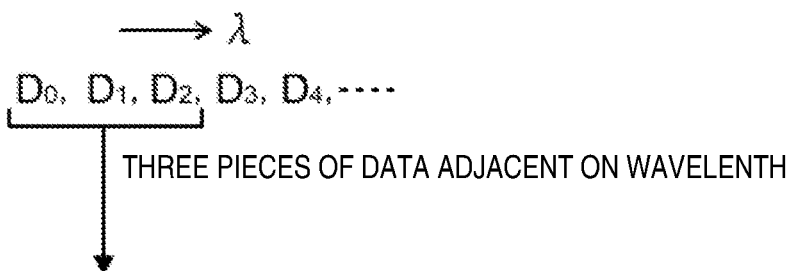 → λ
D₀, D₁, D₂, D₃, D₄,----
THREE PIECES OF DATA ADJACENT ON WAVELENTH